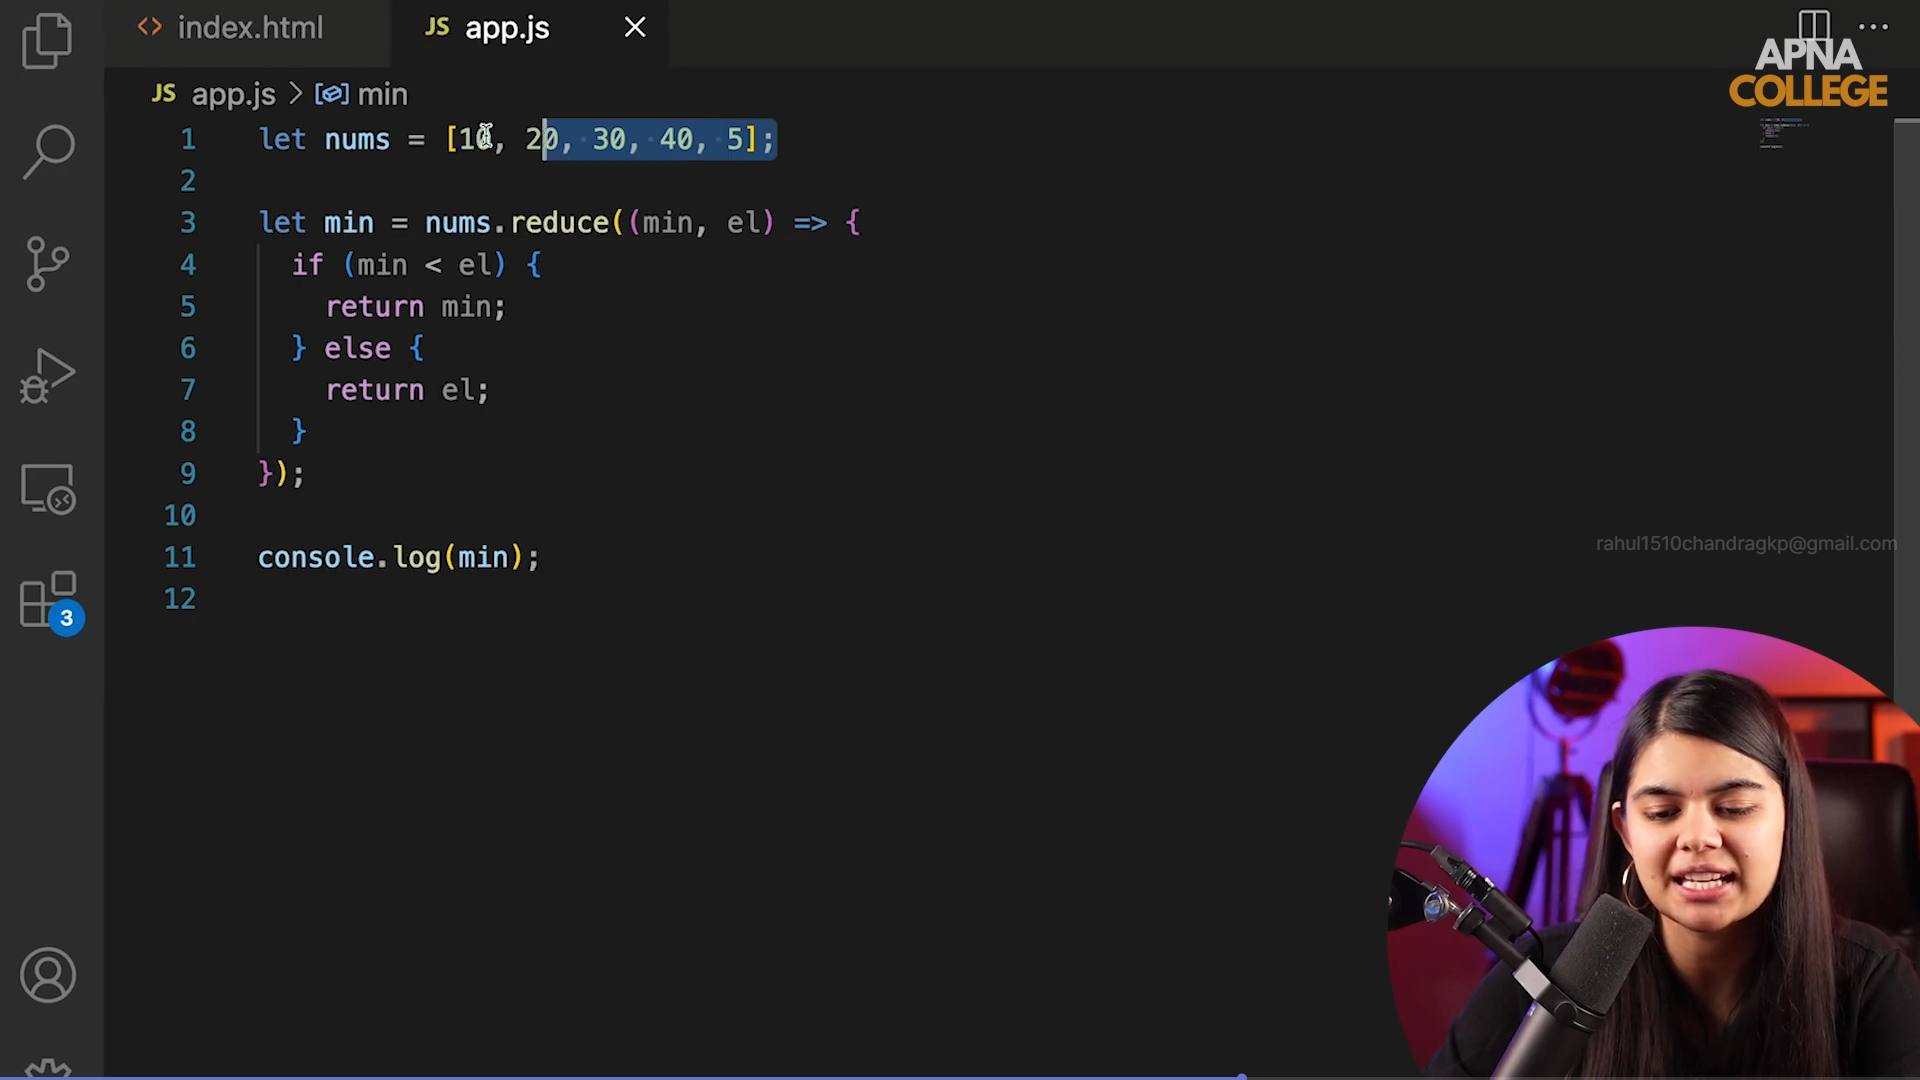 index.html
JS app.js
APNA
COLLEGE
JS app.js > min
1 let nums = [10, 20, 30, 40, 5];
2
3 let min = nums.reduce((min, el) => {
4 if (min < el) {
5 return min;
6 } else {
7 return el;
8 }
9 });
10
11 console.log(min);
12
rahul1510chandragkp@gmail.com
3